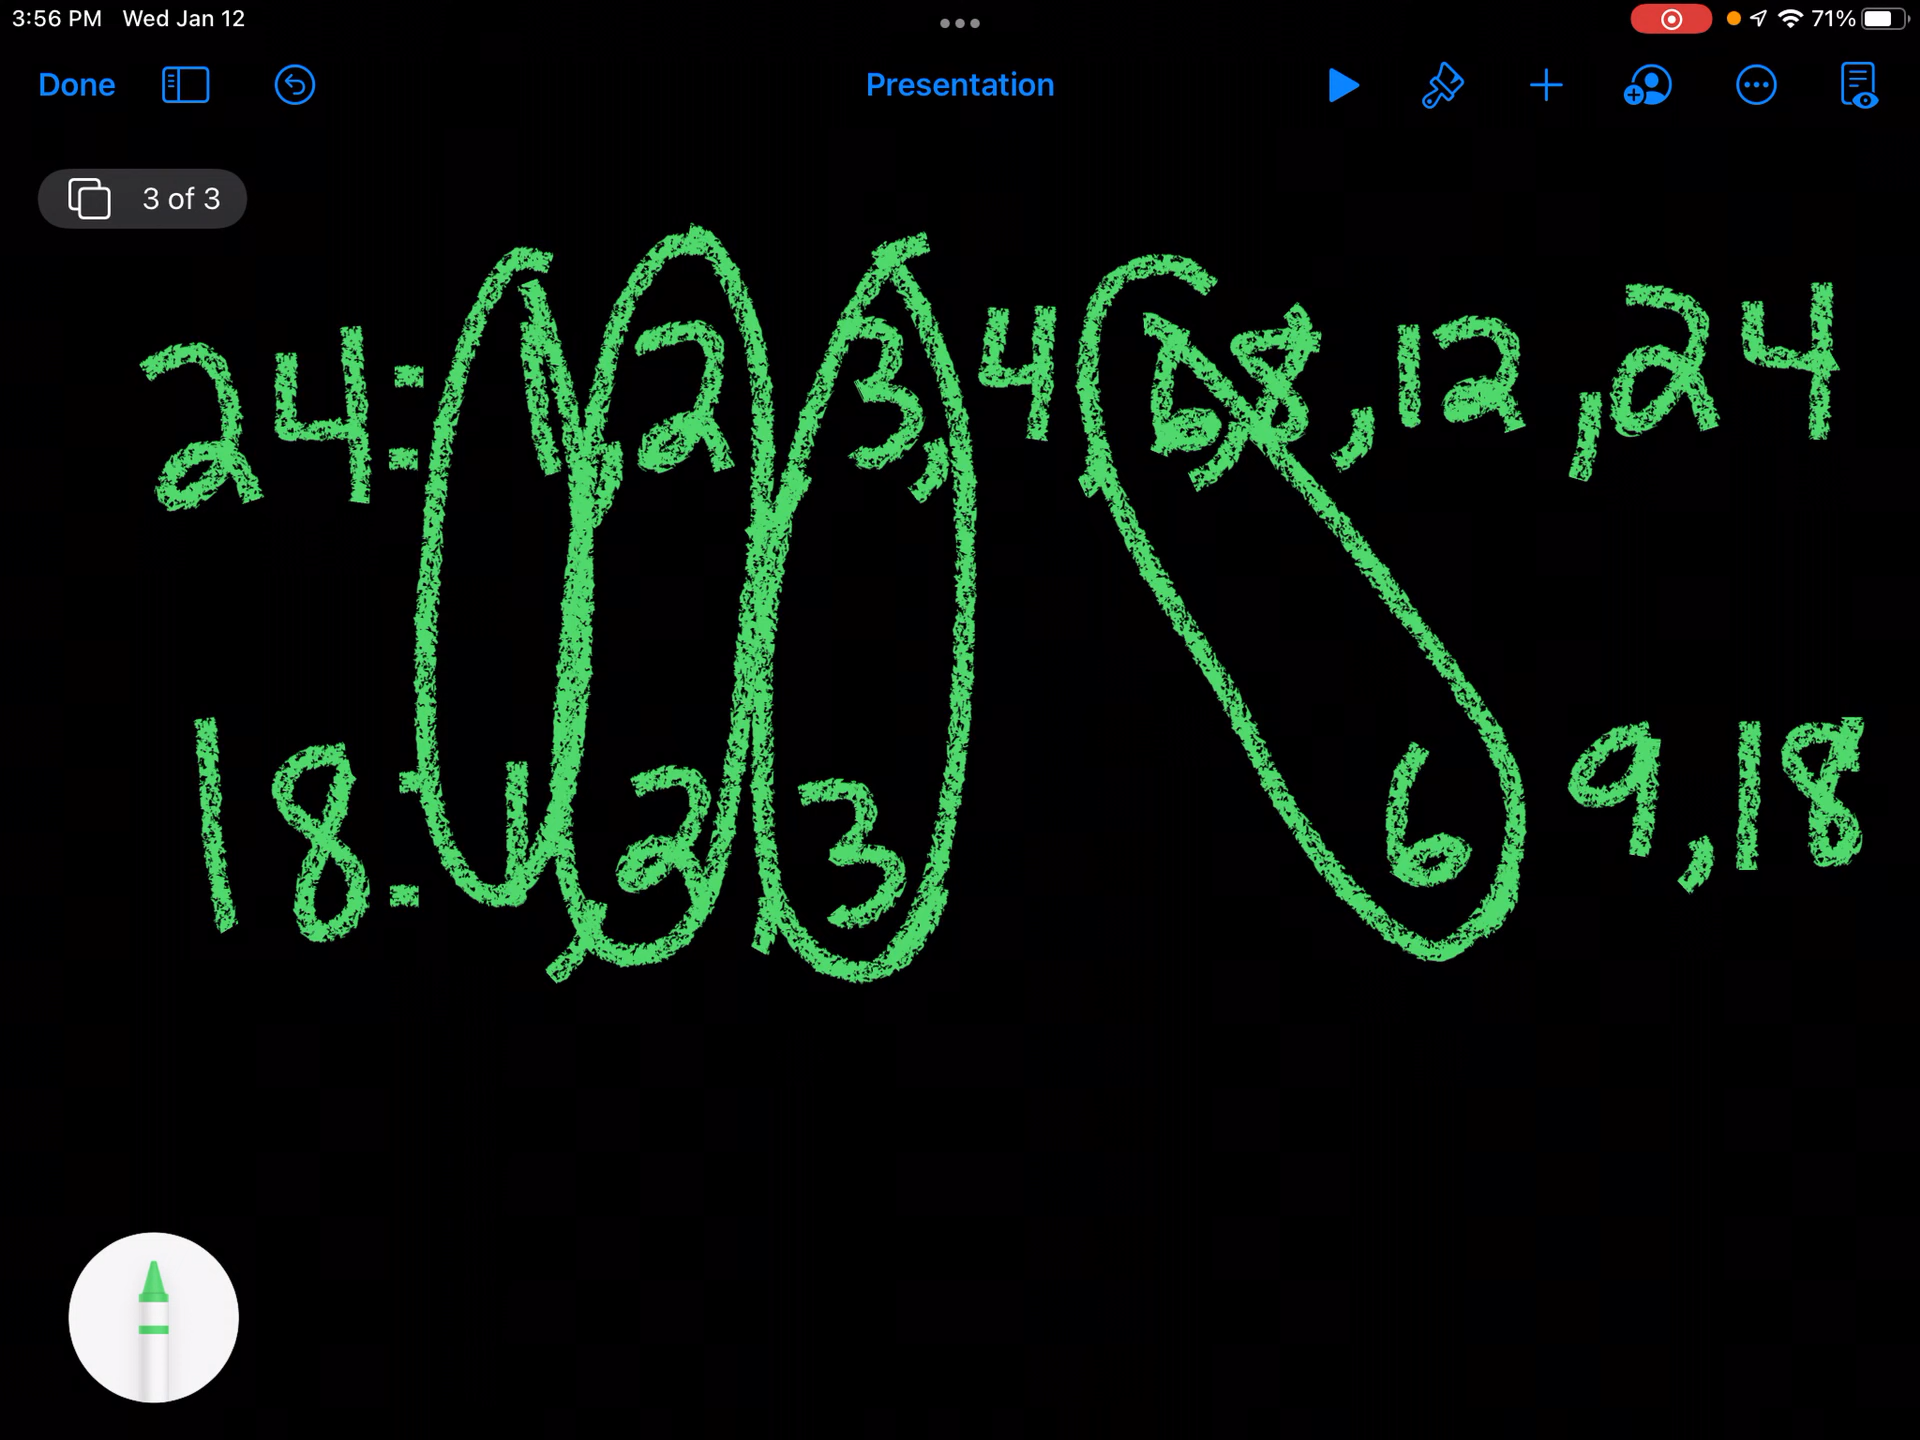 3:56 PM Wed Jan 12 71%
Done Presentation
3 of 3
24: 1, 2 3, 4, 6, 8, 12, 24
18: 1, 2, 3 6 9, 18